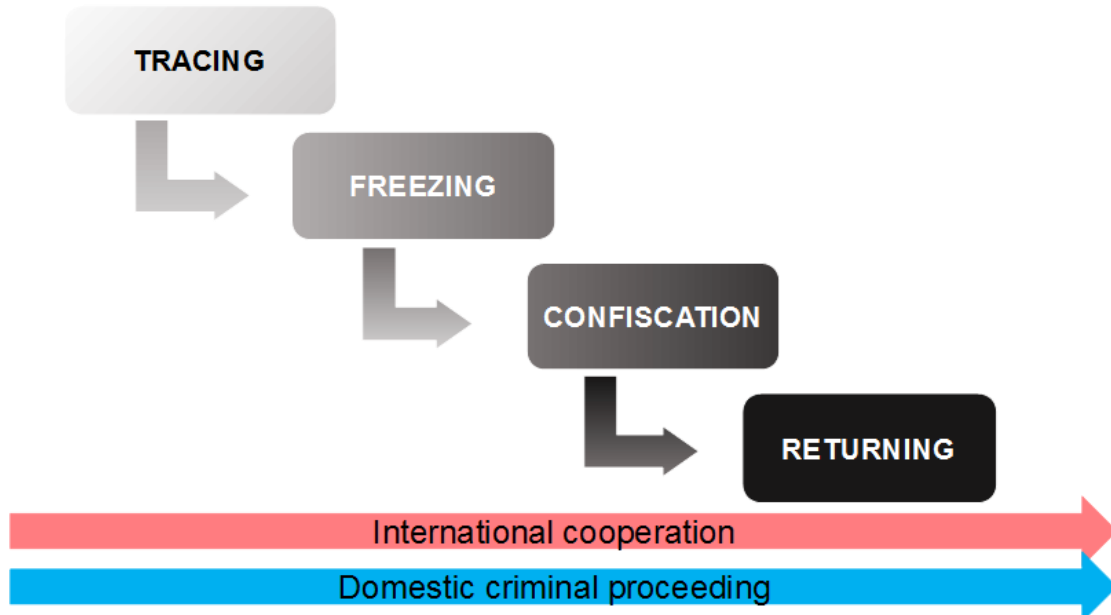 TRACING
FREEZING
CONFISCATION
RETURNING
International cooperation
Domestic criminal proceeding